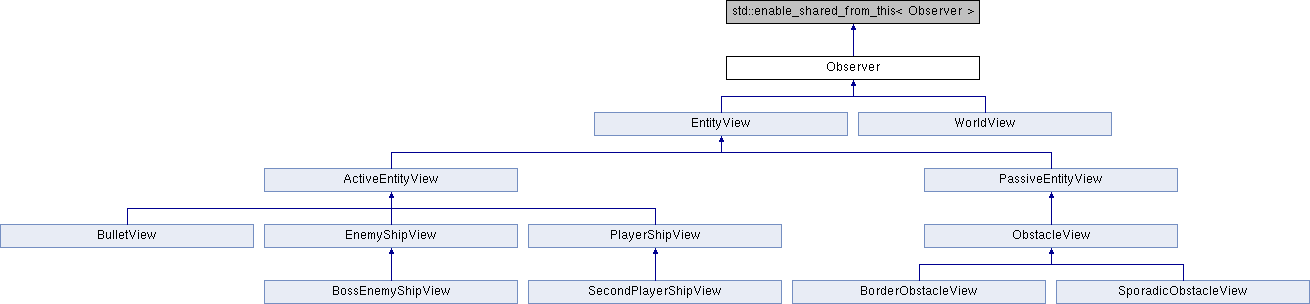 std::enable_shared_from_this< Observer >
Observer
EntityView
WorldView
ActiveEntityView
PassiveEntityView
BulletView
EnemyShipView
PlayerShipView
ObstacleView
BossEnemyShipView
SecondPlayerShipView
BorderObstacleView
SporadicObstacleView